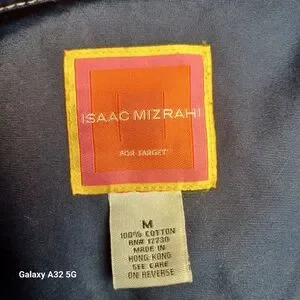 ISAAC MIZRAHI
FOR TARGET
M
100% COTTON
RN# 17730
MADE IN
HONG KONG
SEE CARE
ON REVERSE
Galaxy A32 5G